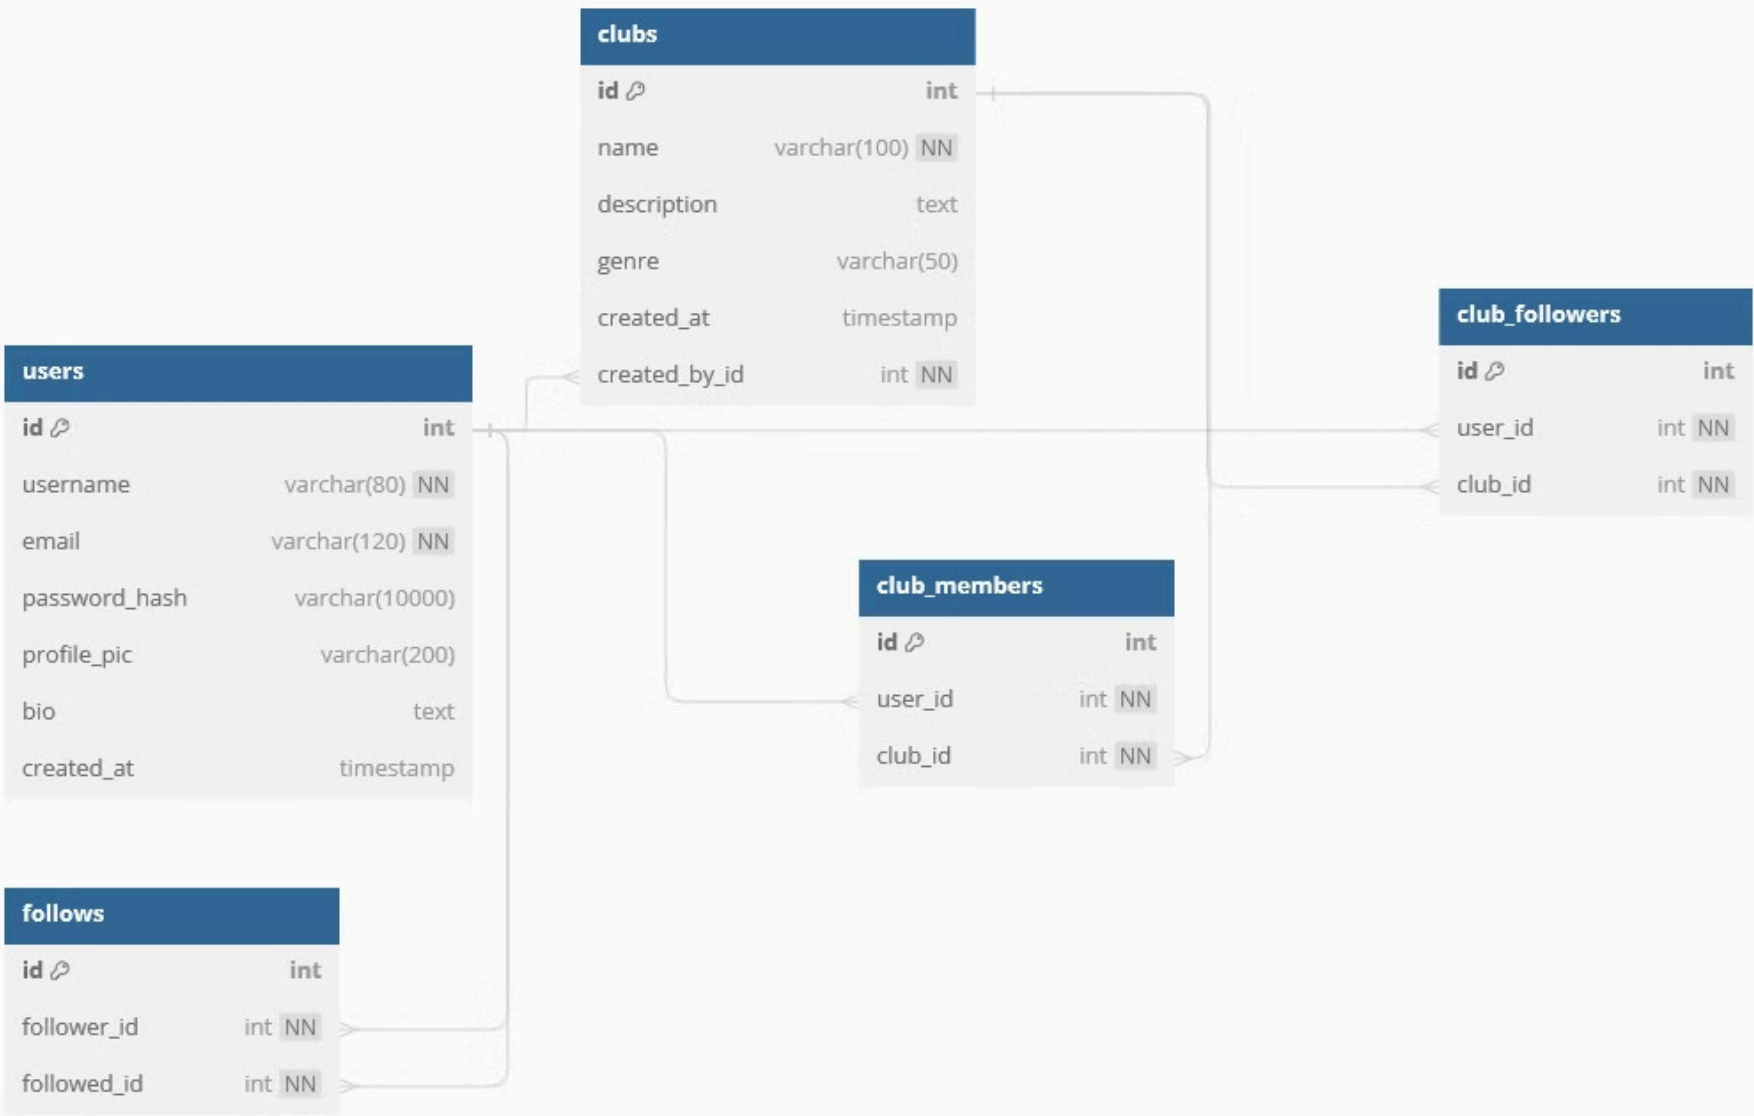 clubs
id int
name varchar(100) NN
description text
genre varchar(50)
created_at timestamp
created_by_id int NN
users
id int
username varchar(80) NN
email varchar(120) NN
password_hash varchar(10000)
profile_pic varchar(200)
bio text
created_at timestamp
club_followers
id int
user_id int NN
club_id int NN
club_members
id int
user_id int NN
club_id int NN
follows
id int
follower_id int NN
followed_id int NN